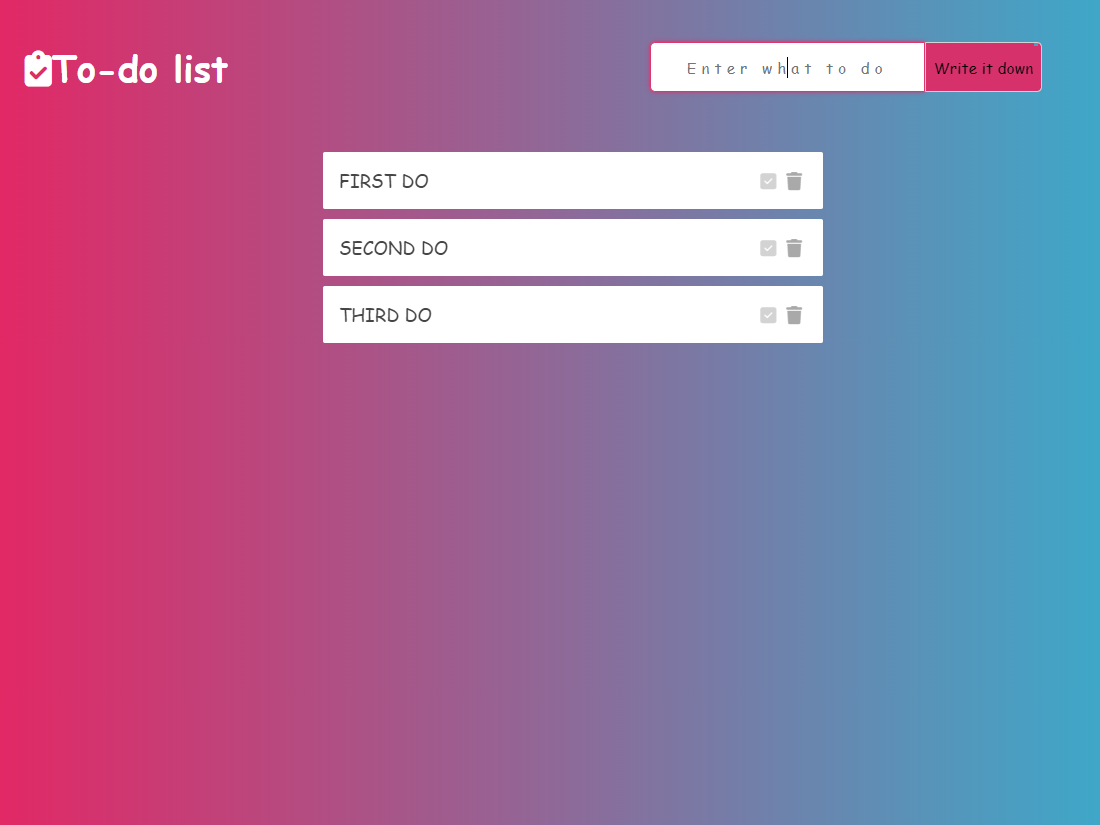 To-do list
Enter what to do
Write it down
FIRST DO
SECOND DO
THIRD DO